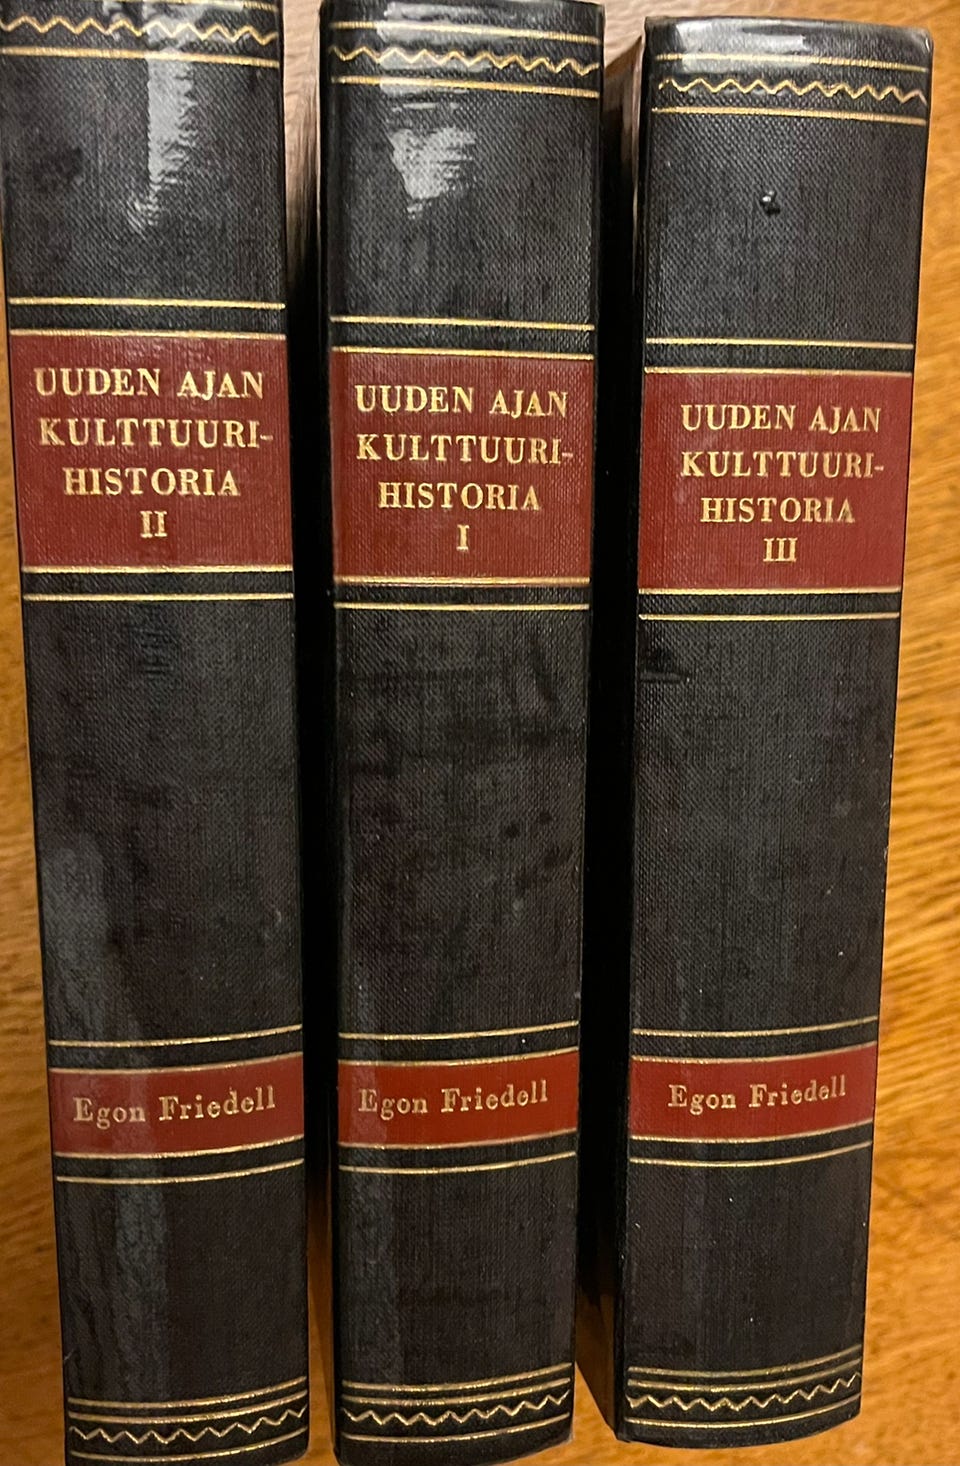 UUDEN AJAN
KULTTUURI-
HISTORIA
II
Egon Friedell
UUDEN AJAN
KULTTUURI-
HISTORIA
I
Egon Friedell
UUDEN AJAN
KULTTUURI-
HISTORIA
III
Egon Friedell